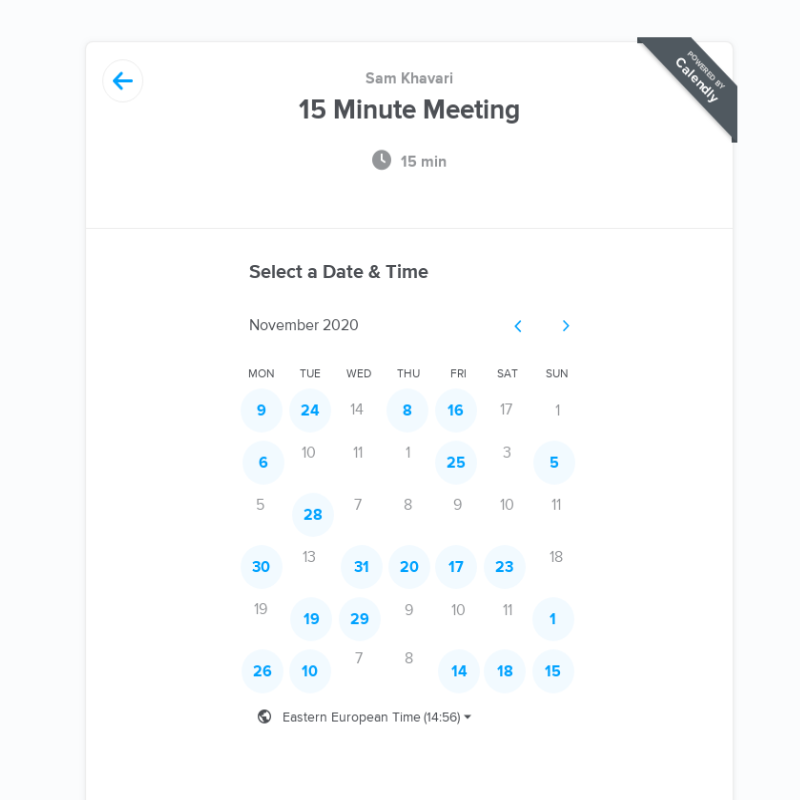 POWERED BY
Calendly
Sam Khavari
15 Minute Meeting
15 min
Select a Date & Time
November 2020
MON TUE WED THU FRI SAT SUN
9 24 14 8 16 17 1
6 10 11 1 25 3 5
5 28 7 8 9 10 11
30 13 31 20 17 23 18
19 19 29 9 10 11 1
26 10 7 8 14 18 15
Eastern European Time (14:56)